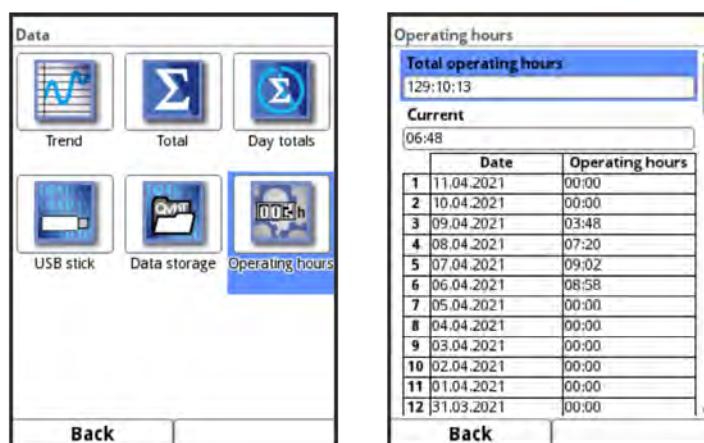 Data
Trend
Total
Day totals
USB stick
Data storage
Operating hours
Back
Operating hours
Total operating hours
129:10:13
Current
06:48
Date Operating hours
1 11.04.2021 00:00
2 10.04.2021 00:00
3 09.04.2021 03:48
4 08.04.2021 07:20
5 07.04.2021 09:02
6 06.04.2021 08:58
7 05.04.2021 00:00
8 04.04.2021 00:00
9 03.04.2021 00:00
10 02.04.2021 00:00
11 01.04.2021 00:00
12 31.03.2021 00:00
Back